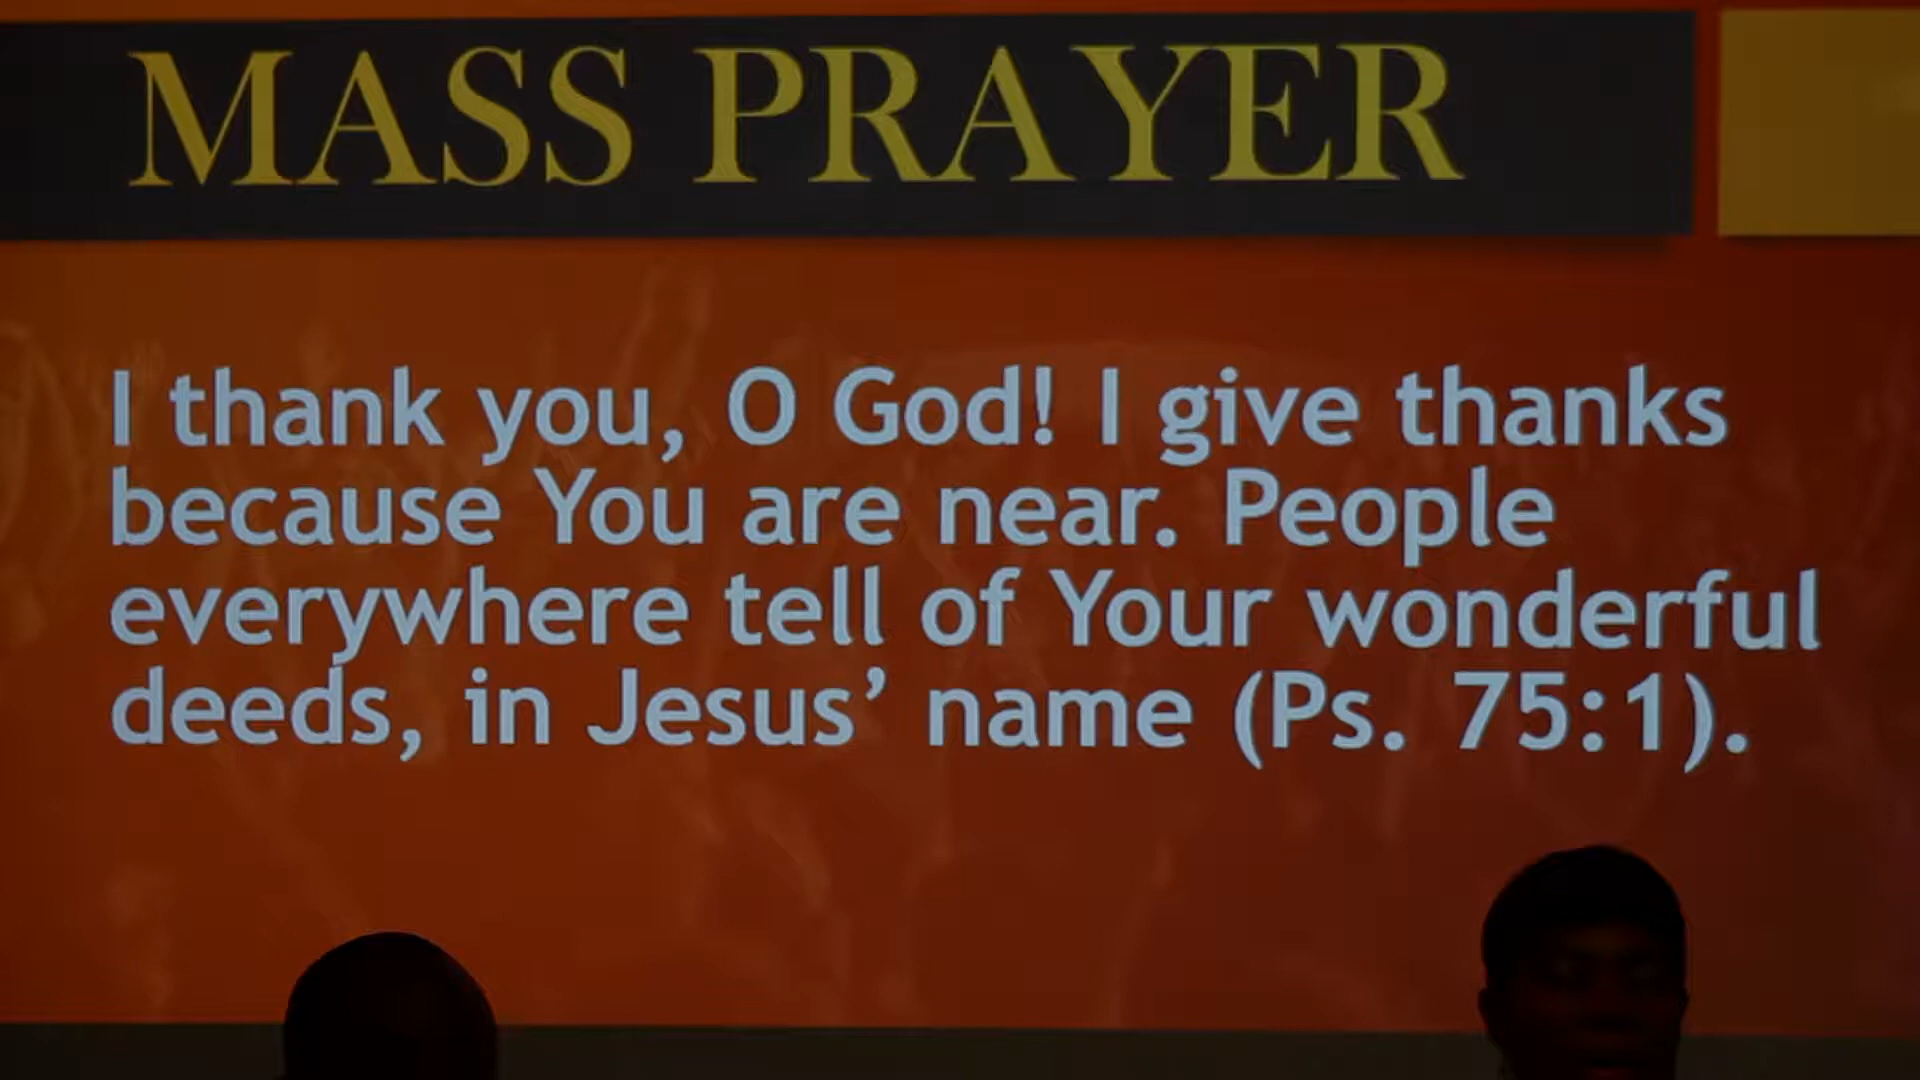 MASS PRAYER
I thank you, O God! I give thanks
because You are near. People
everywhere tell of Your wonderful
deeds, in Jesus’ name (Ps. 75:1).